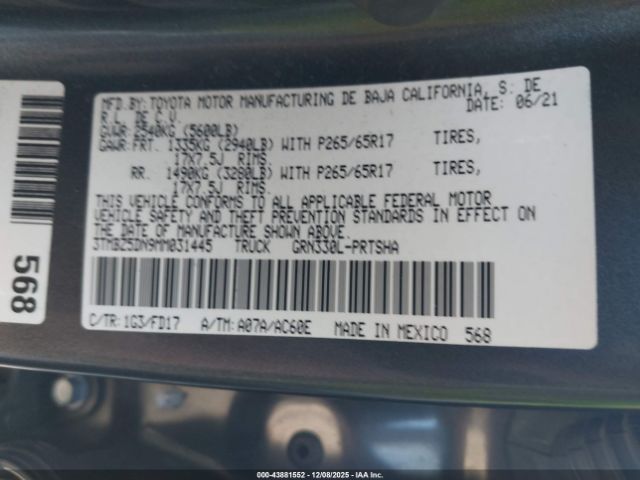 MFD.BY:TOYOTA MOTOR MANUFACTURING DE BAJA CALIFORNIA, S. DE
R.L. DE C.V. DATE: 06/21
GVWR:2540KG (5600LB)
GAWR:FRT. 1335KG (2940LB) WITH P265/65R17 TIRES,
17X7.5J RIMS.
RR. 1490KG (3280LB) WITH P265/65R17 TIRES,
17X7.5J RIMS.
THIS VEHICLE CONFORMS TO ALL APPLICABLE FEDERAL MOTOR
VEHICLE SAFETY AND THEFT PREVENTION STANDARDS IN EFFECT ON
THE DATE OF MANUFACTURE SHOWN ABOVE.
3TMBZ5DN9MM031445 TRUCK GRN330L-PRTSHA
C/TR:1G3/FD17 A/TM:A07A/AC60E MADE IN MEXICO 568
568
000-43881552 - 12/08/2025 - IAA Inc.